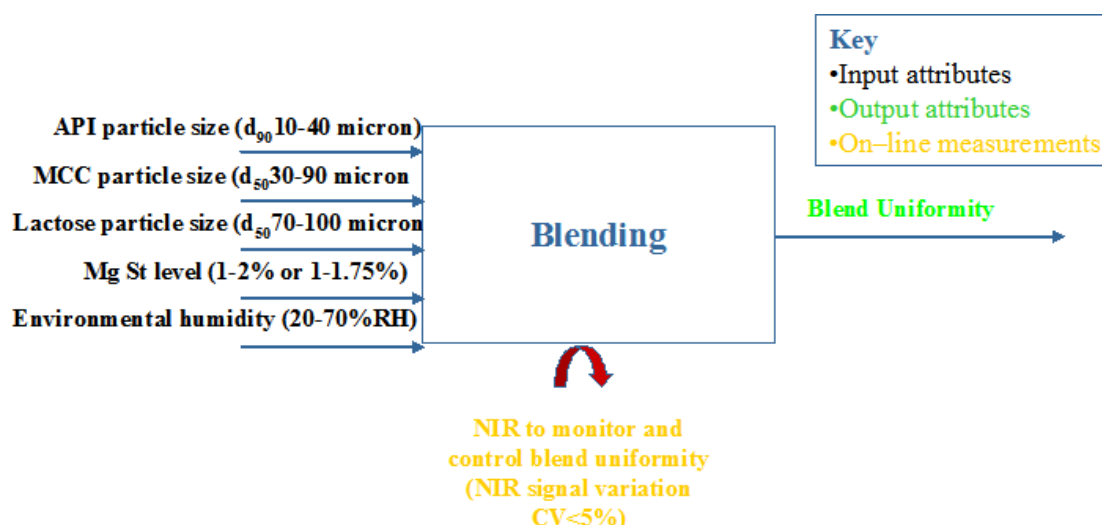 Key
•Input attributes
•Output attributes
•On–line measurements
API particle size (d90 10-40 micron)
MCC particle size (d50 30-90 micron
Lactose particle size (d50 70-100 micron
Mg St level (1-2% or 1-1.75%)
Environmental humidity (20-70%RH)
Blending
Blend Uniformity
NIR to monitor and
control blend uniformity
(NIR signal variation
CV<5%)